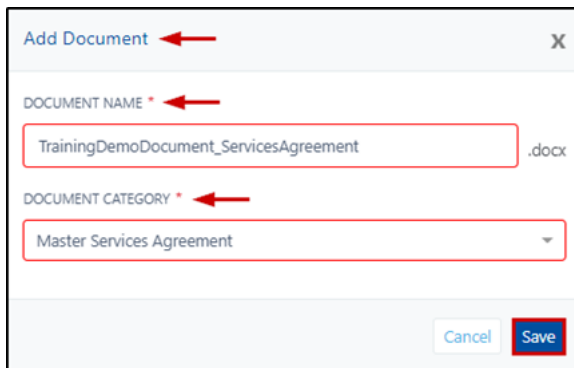 Add Document
X
DOCUMENT NAME *
TrainingDemoDocument_ServicesAgreement .docx
DOCUMENT CATEGORY *
Master Services Agreement
Cancel Save